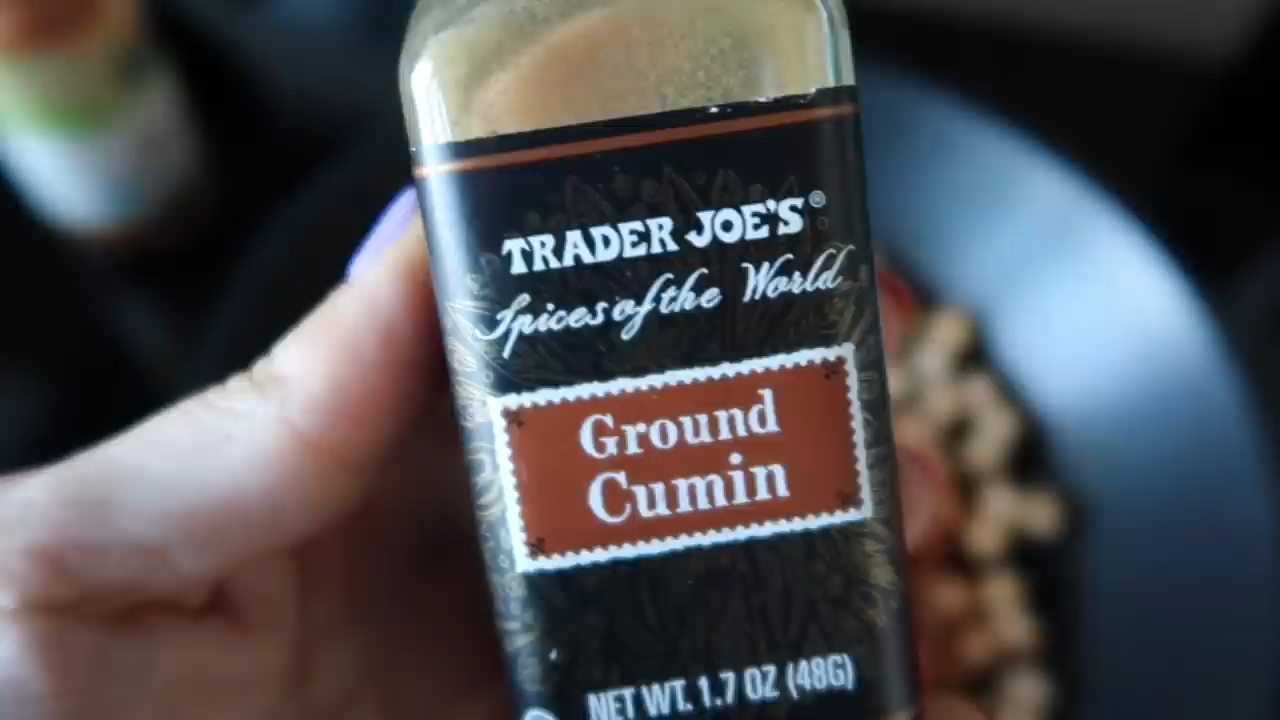 TRADER JOE'S®
Spices of the World
Ground
Cumin
NET WT. 1.7 OZ (48G)